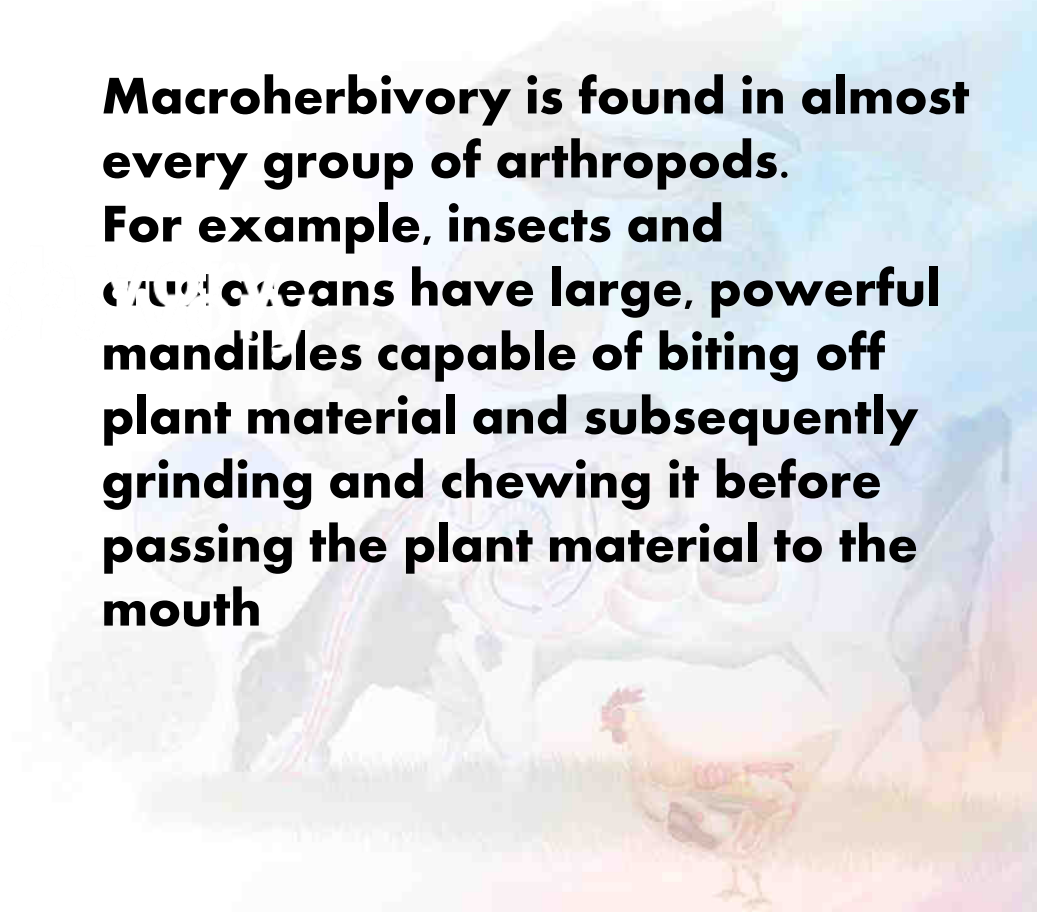 Macroherbivory is found in almost
every group of arthropods.
For example, insects and
crustaceans have large, powerful
mandibles capable of biting off
plant material and subsequently
grinding and chewing it before
passing the plant material to the
mouth